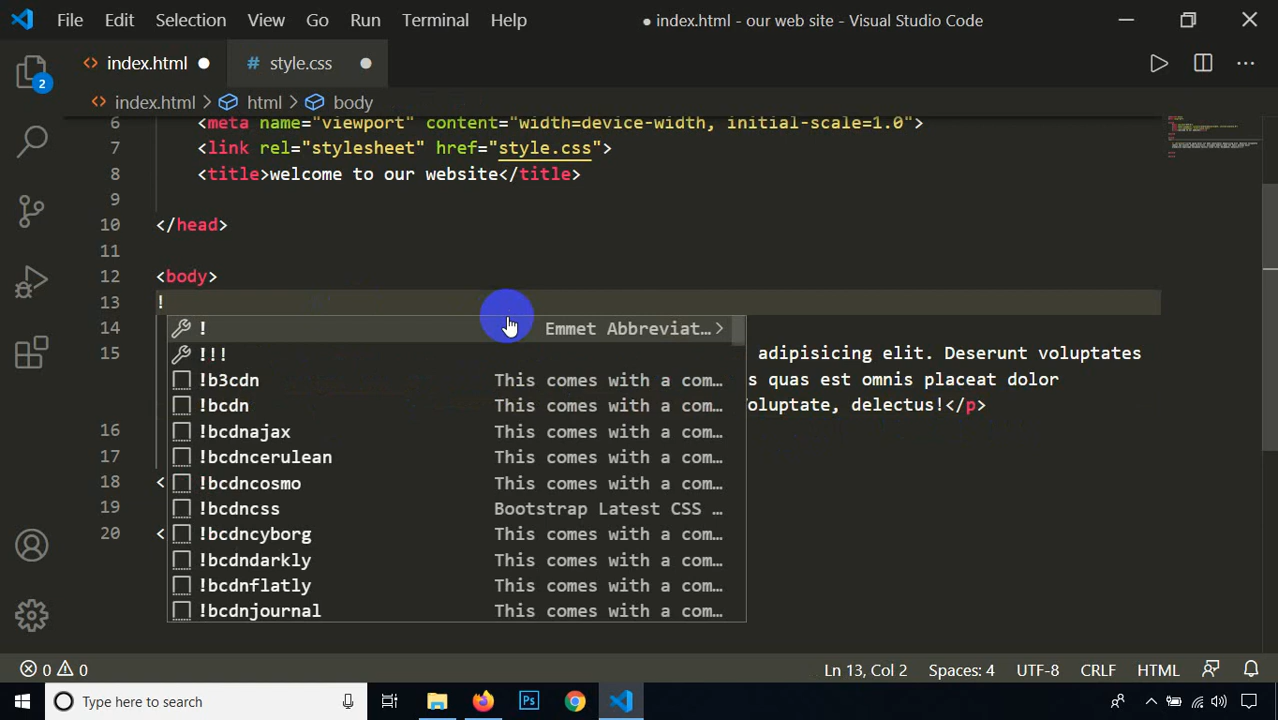 File Edit Selection View Go Run Terminal Help ● index.html - our web site - Visual Studio Code
<> index.html ● # style.css ●
<> index.html > html > body
2
6 <meta name="viewport" content="width=device-width, initial-scale=1.0">
7 <link rel="stylesheet" href="style.css">
8 <title>welcome to our website</title>
9
10 </head>
11
12 <body>
13 !
14 ! Emmet Abbreviat…>
15 !!! adipisicing elit. Deserunt voluptates
!b3cdn This comes with a com… s quas est omnis placeat dolor
!bcdn This comes with a com… oluptate, delectus!</p>
16 !bcdnajax This comes with a com…
17 !bcdncerulean This comes with a com…
18 < !bcdncosmo This comes with a com…
19 !bcdncss Bootstrap Latest CSS …
20 < !bcdncyborg This comes with a com…
!bcdndarkly This comes with a com…
!bcdnflatly This comes with a com…
!bcdnjournal This comes with a com…
0 0 Ln 13, Col 2 Spaces: 4 UTF-8 CRLF HTML
Type here to search Ps